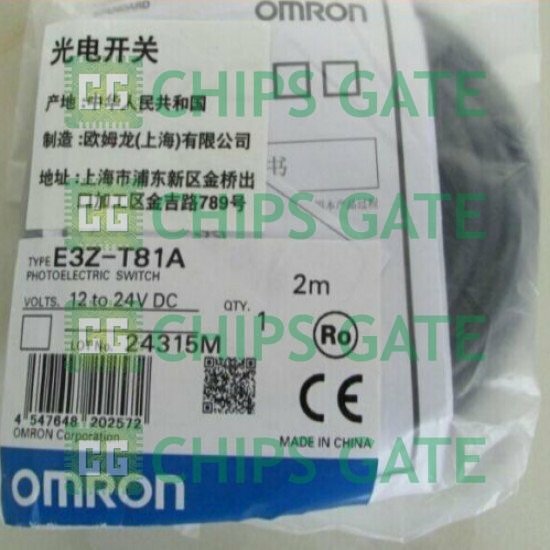 OMRON
光电开关
CHIPS GATE
产地:中华人民共和国
制造:欧姆龙(上海)有限公司
书
地址:上海市浦东新区金桥出
口加工区金吉路789号
CHIPS GATE
TYPE E3Z-T81A
PHOTOELECTRIC SWITCH
2m
VOLTS. 12 to 24V DC
QTY.
1
Ro
LOT No. 24315M
CHIPS GATE
CE
4 547648 202572
OMRON Corporation
MADE IN CHINA
CHIPS GATE
OMRON